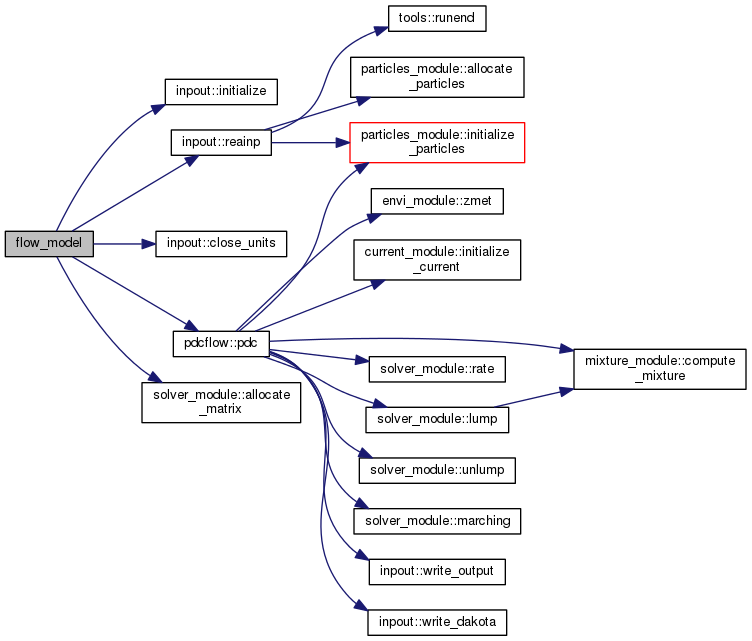 flow_model
inpout::initialize
inpout::reainp
inpout::close_units
pdcflow::pdc
solver_module::allocate
_matrix
tools::runend
particles_module::allocate
_particles
particles_module::initialize
_particles
envi_module::zmet
current_module::initialize
_current
solver_module::rate
solver_module::lump
solver_module::unlump
solver_module::marching
inpout::write_output
inpout::write_dakota
mixture_module::compute
_mixture